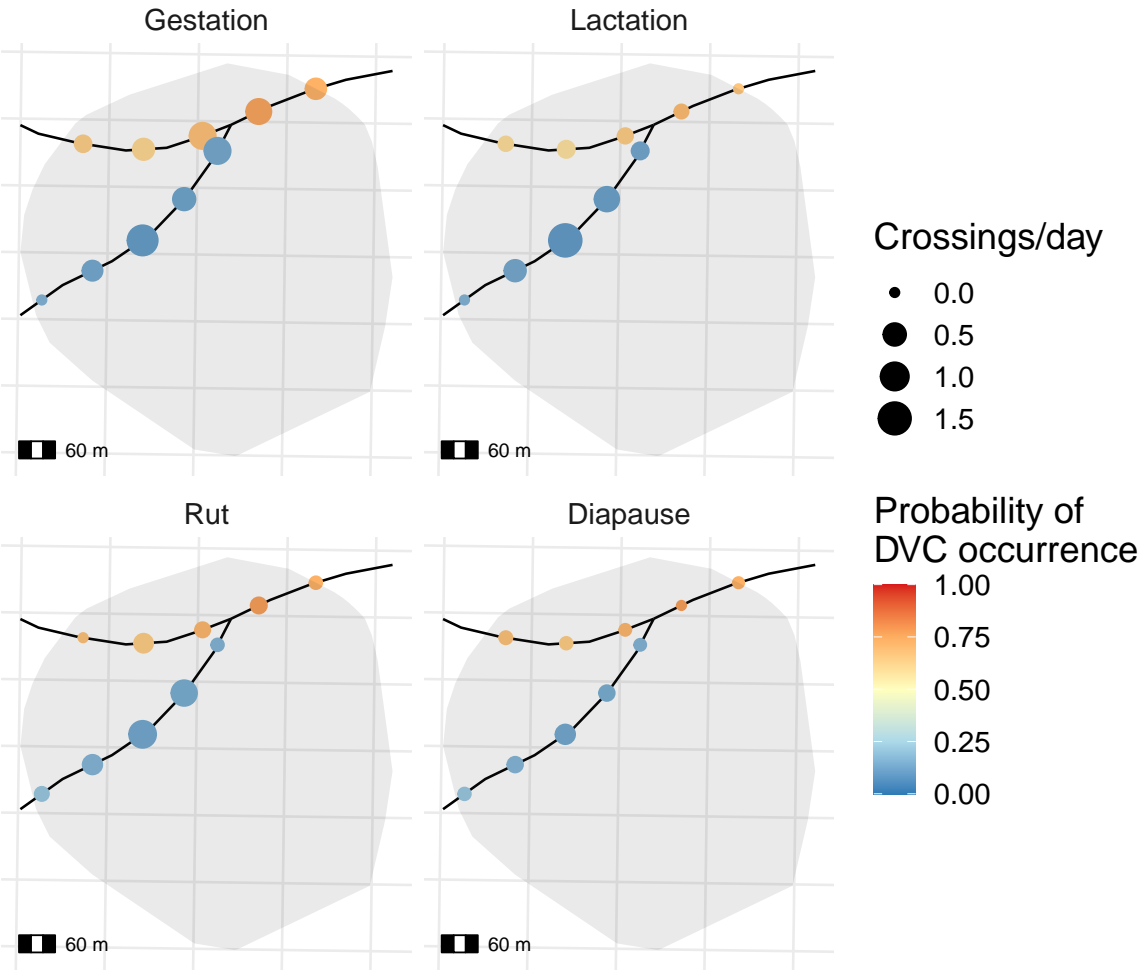 Gestation
Lactation
60 m
60 m
Rut
Diapause
60 m
60 m
Crossings/day
0.0
0.5
1.0
1.5
Probability of
DVC occurrence
1.00
0.75
0.50
0.25
0.00